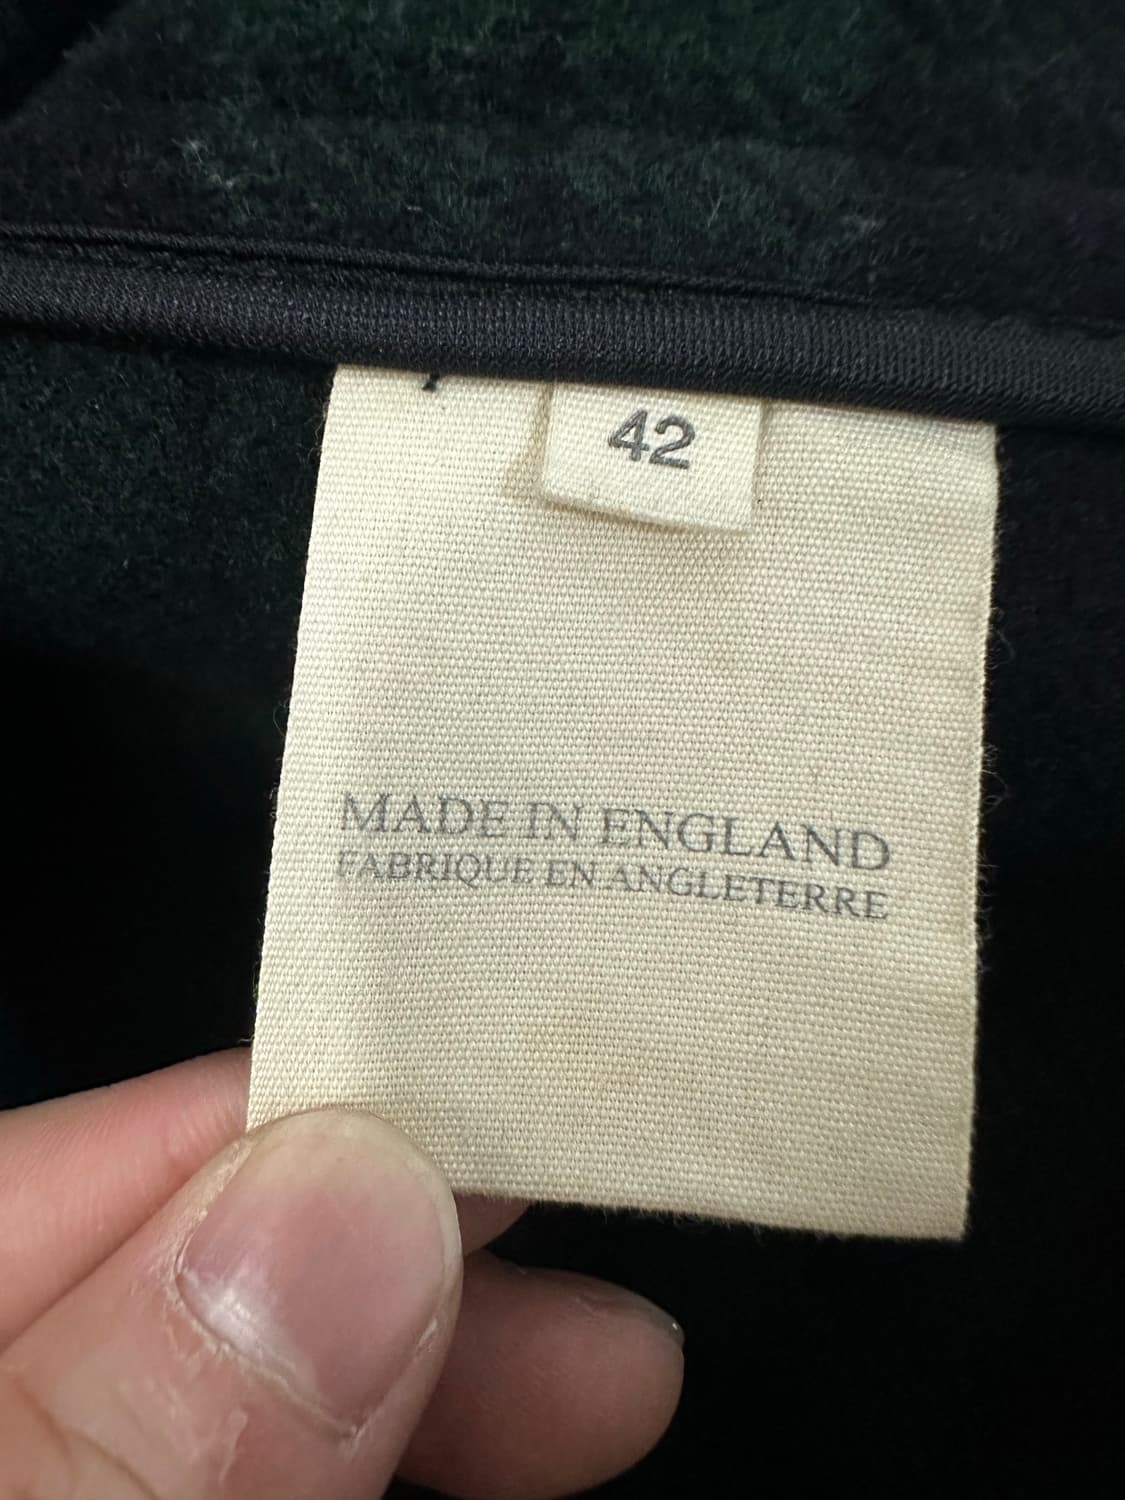 42
MADE IN ENGLAND
FABRIQUE EN ANGLETERRE